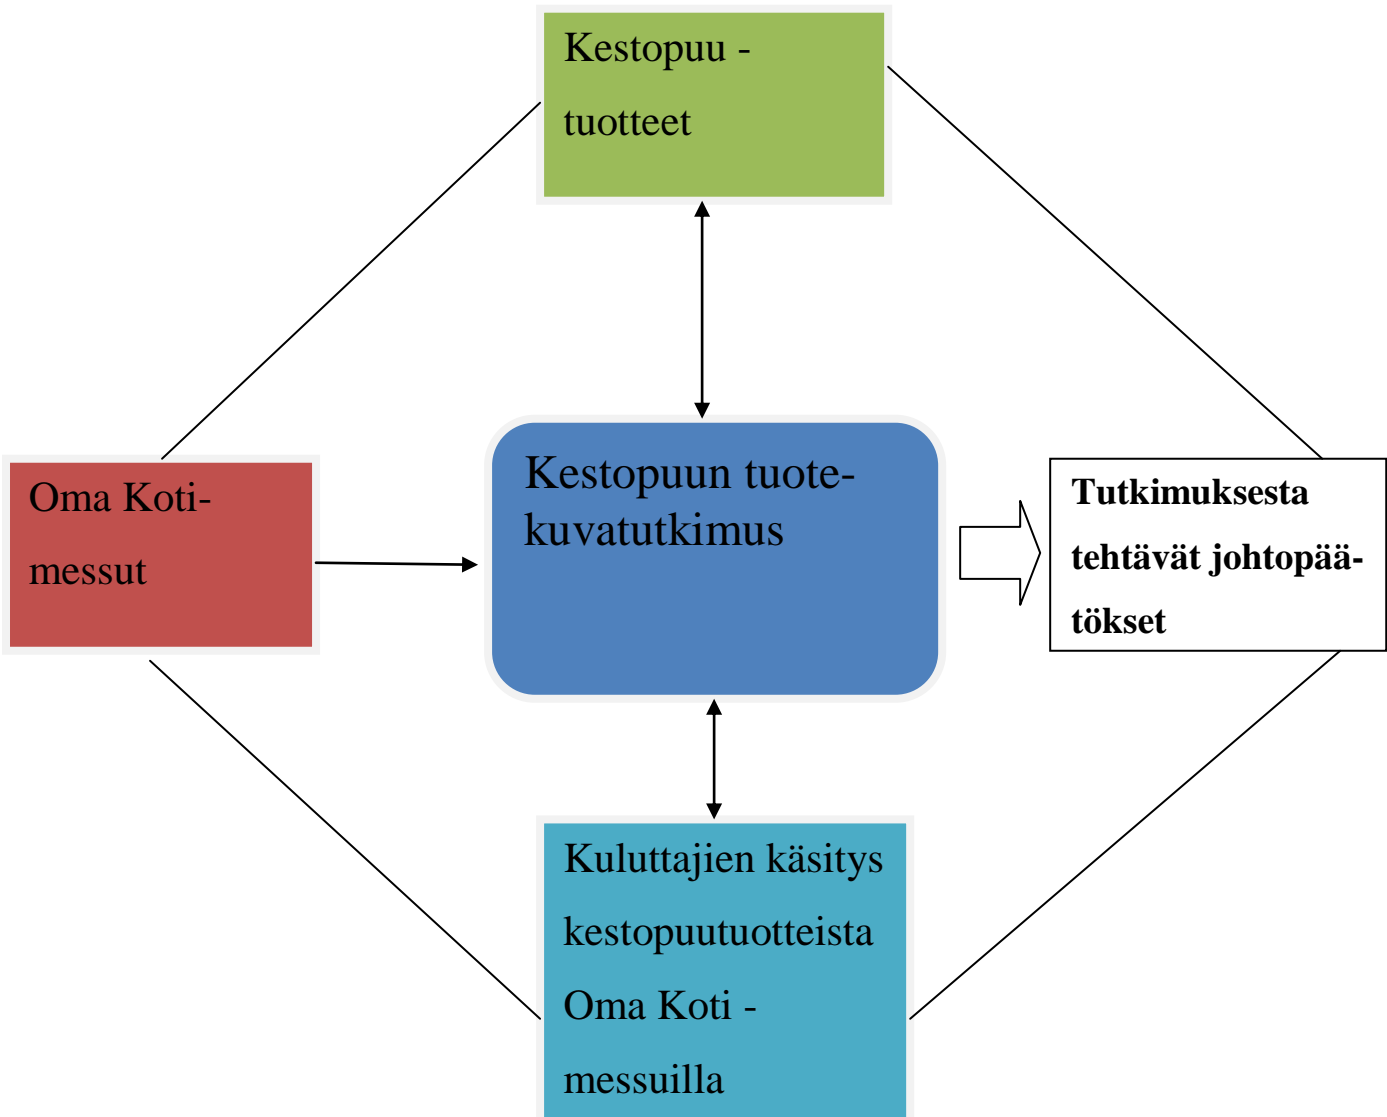 Kestopuu -
tuotteet
Oma Koti-
messut
Kestopuun tuote-
kuvatutkimus
Tutkimuksesta
tehtävät johtopää-
tökset
Kuluttajien käsitys
kestopuutuotteista
Oma Koti -
messuilla